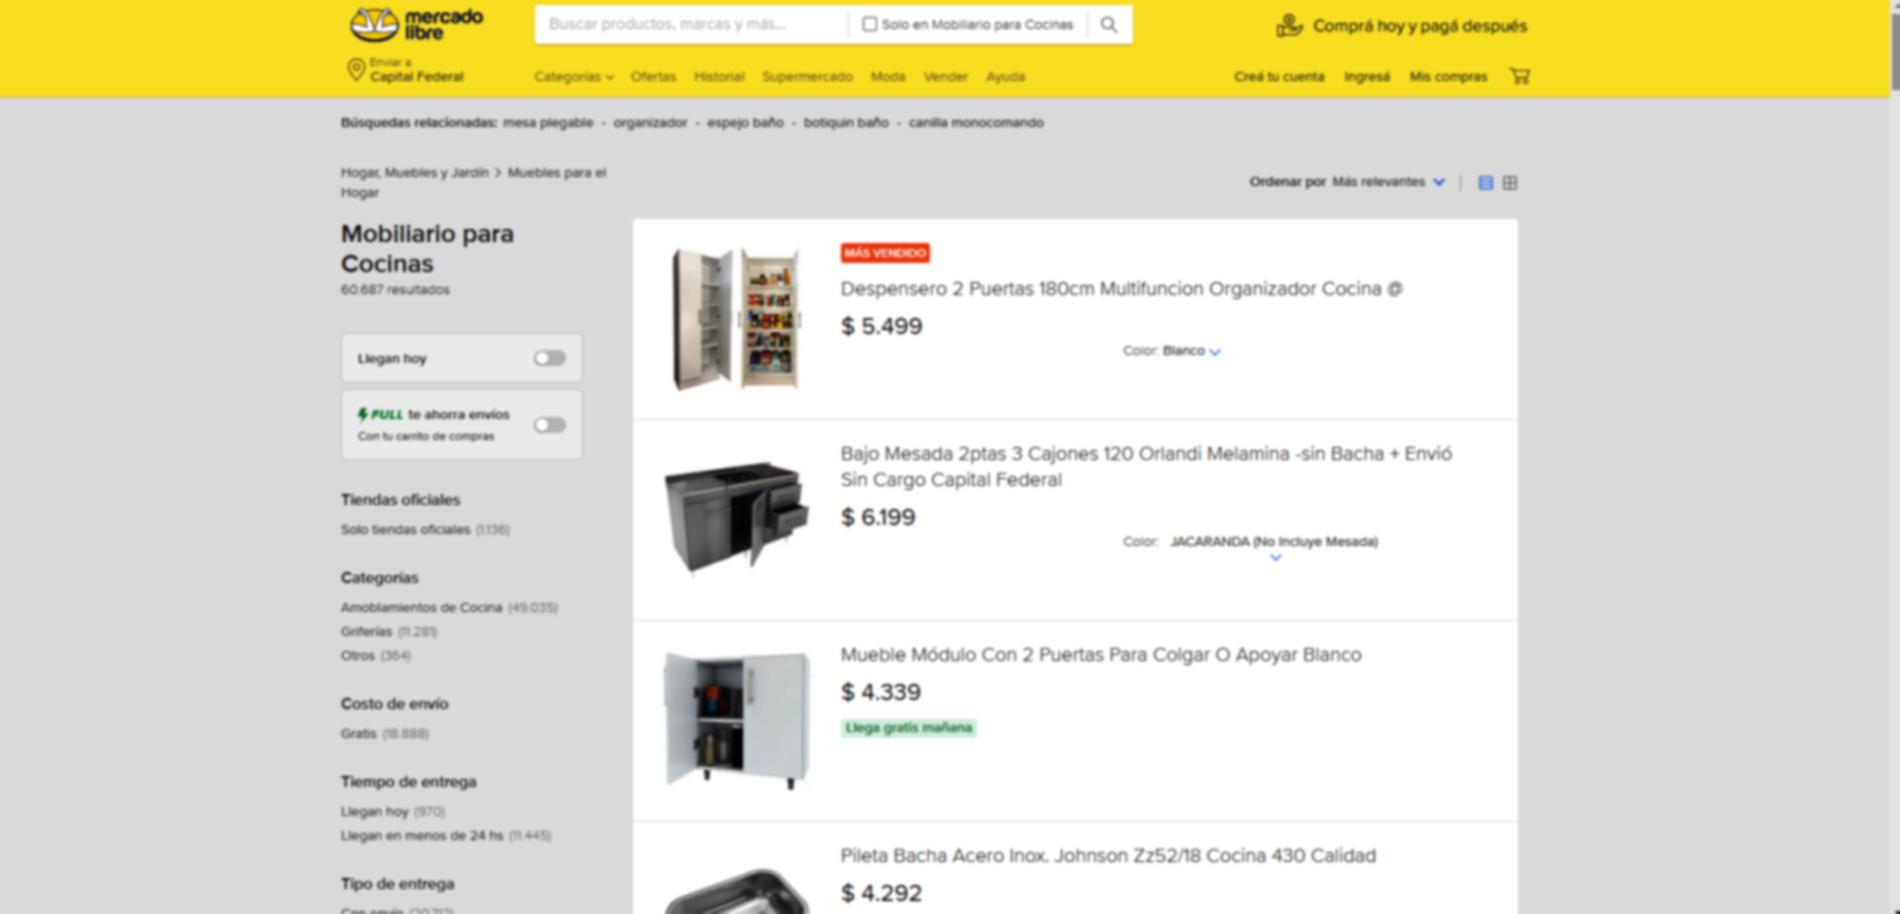 mercado
libre
Buscar productos, marcas y más...
Solo en Mobiliario para Cocinas
Comprá hoy y pagá después
Enviar a
Capital Federal
Categorías
Ofertas
Historial
Supermercado
Moda
Vender
Ayuda
Creá tu cuenta
Ingresá
Mis compras
Búsquedas relacionadas: mesa plegable - organizador - espejo baño - botiquin baño - canilla monocomando
Hogar, Muebles y Jardín > Muebles para el
Hogar
Ordenar por Más relevantes
Mobiliario para
Cocinas
60.687 resultados
Llegan hoy
FULL te ahorra envíos
Con tu carrito de compras
Tiendas oficiales
Solo tiendas oficiales (1.136)
Categorías
Amoblamientos de Cocina (49.035)
Griferías (11.281)
Otros (364)
Costo de envío
Gratis (18.888)
Tiempo de entrega
Llegan hoy (970)
Llegan en menos de 24 hs (11.445)
Tipo de entrega
Con envío
MÁS VENDIDO
Despensero 2 Puertas 180cm Multifuncion Organizador Cocina @
$ 5.499
Color: Blanco
Bajo Mesada 2ptas 3 Cajones 120 Orlandi Melamina -sin Bacha + Envió
Sin Cargo Capital Federal
$ 6.199
Color: JACARANDA (No Incluye Mesada)
Mueble Módulo Con 2 Puertas Para Colgar O Apoyar Blanco
$ 4.339
Llega gratis mañana
Pileta Bacha Acero Inox. Johnson Zz52/18 Cocina 430 Calidad
$ 4.292